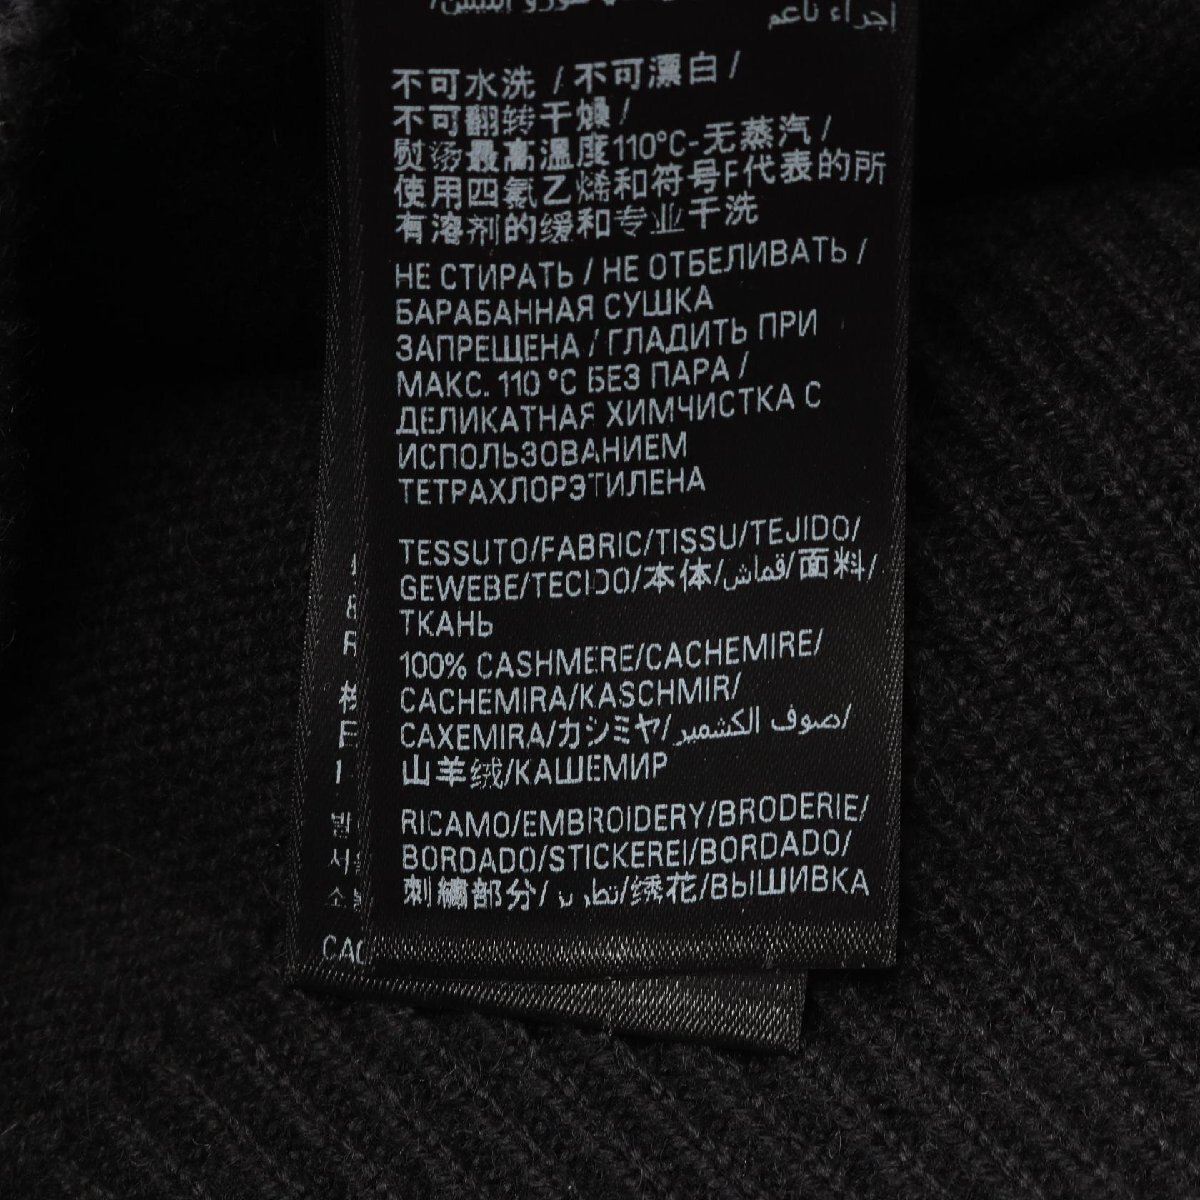 اجراء ناعم
不可水洗 / 不可漂白 /
不可翻转干燥 /
熨烫最高温度110°C-无蒸汽 /
使用四氯乙烯和符号F代表的所
有溶剂的缓和专业干洗
НЕ СТИРАТЬ / НЕ ОТБЕЛИВАТЬ /
БАРАБАННАЯ СУШКА
ЗАПРЕЩЕНА / ГЛАДИТЬ ПРИ
МАКС. 110 °C БЕЗ ПАРА /
ДЕЛИКАТНАЯ ХИМЧИСТКА С
ИСПОЛЬЗОВАНИЕМ
ТЕТРАХЛОРЭТИЛЕНА
TESSUTO/FABRIC/TISSU/TEJIDO/
GEWEBE/TECIDO/本体/قماش/面料/
ТКАНЬ
100% CASHMERE/CACHEMIRE/
CACHEMIRA/KASCHMIR/
CAXEMIRA/カシミヤ/صوف الكشمير/
山羊绒/КАШЕМИР
RICAMO/EMBROIDERY/BRODERIE/
BORDADO/STICKEREI/BORDADO/
刺繍部分/تطريز/绣花/ВЫШИВКА